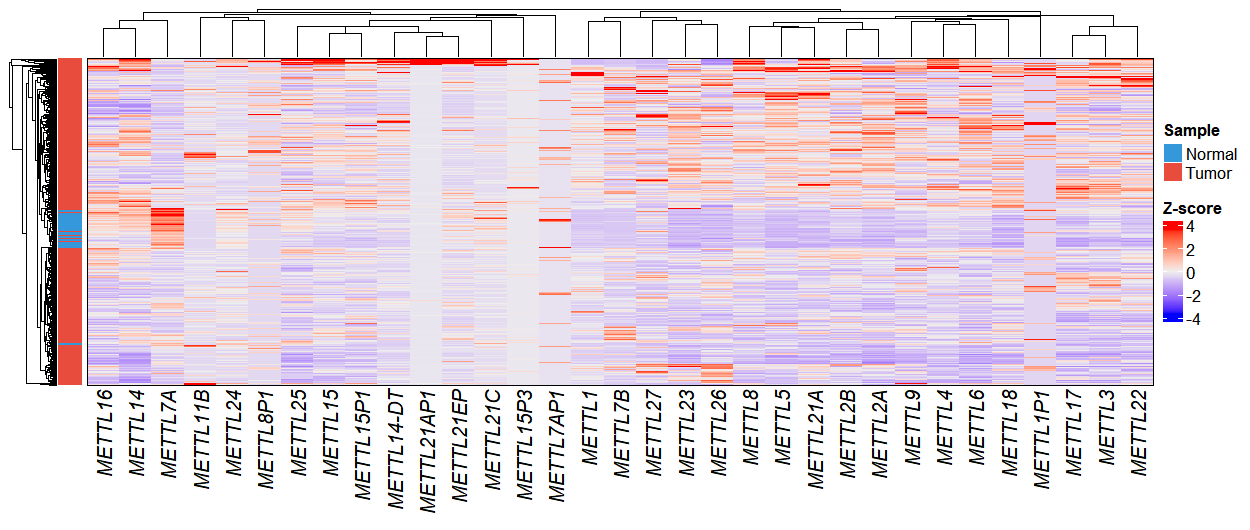 Sample
Normal
Tumor
Z-score
4
2
0
-2
-4
METTL16
METTL14
METTL7A
METTL11B
METTL24
METTL8P1
METTL25
METTL15
METTL15P1
METTL14-DT
METTL21AP1
METTL21EP
METTL21C
METTL15P3
METTL7AP1
METTL1
METTL7B
METTL27
METTL23
METTL26
METTL8
METTL5
METTL21A
METTL2B
METTL2A
METTL9
METTL4
METTL6
METTL18
METTL1P1
METTL17
METTL3
METTL22